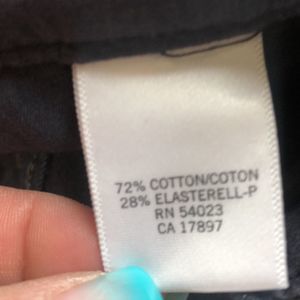 72% COTTON/COTON
28% ELASTERELL-P
RN 54023
CA 17897